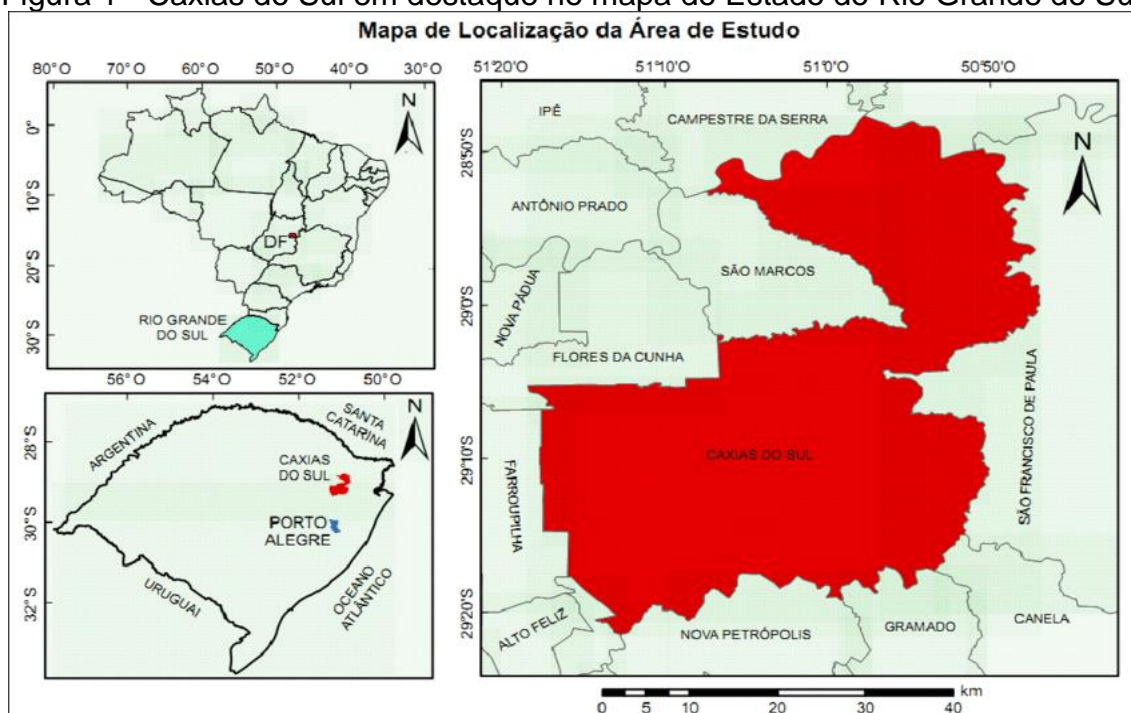 Figura 1 - Caxias do Sul em destaque no mapa do Estado do Rio Grande do Su
Mapa de Localização da Área de Estudo
80°O 70°O 60°O 50°O 40°O 30°O
N
0°
10°S
20°S
30°S
DF
RIO GRANDE
DO SUL
56°O 54°O 52°O 50°O
N
28°S
30°S
32°S
ARGENTINA
SANTA
CATARINA
CAXIAS
DO SUL
PORTO
ALEGRE
URUGUAI
OCEANO
ATLÂNTICO
51°20'O 51°10'O 51°0'O 50°50'O
N
28°50'S
29°0'S
29°10'S
29°20'S
IPÊ
CAMPESTRE DA SERRA
ANTÔNIO PRADO
SÃO MARCOS
NOVA PÁDUA
FLORES DA CUNHA
SÃO FRANCISCO DE PAULA
CAXIAS DO SUL
FARROUPILHA
ALTO FELIZ
NOVA PETRÓPOLIS
GRAMADO
CANELA
km
0 5 10 20 30 40